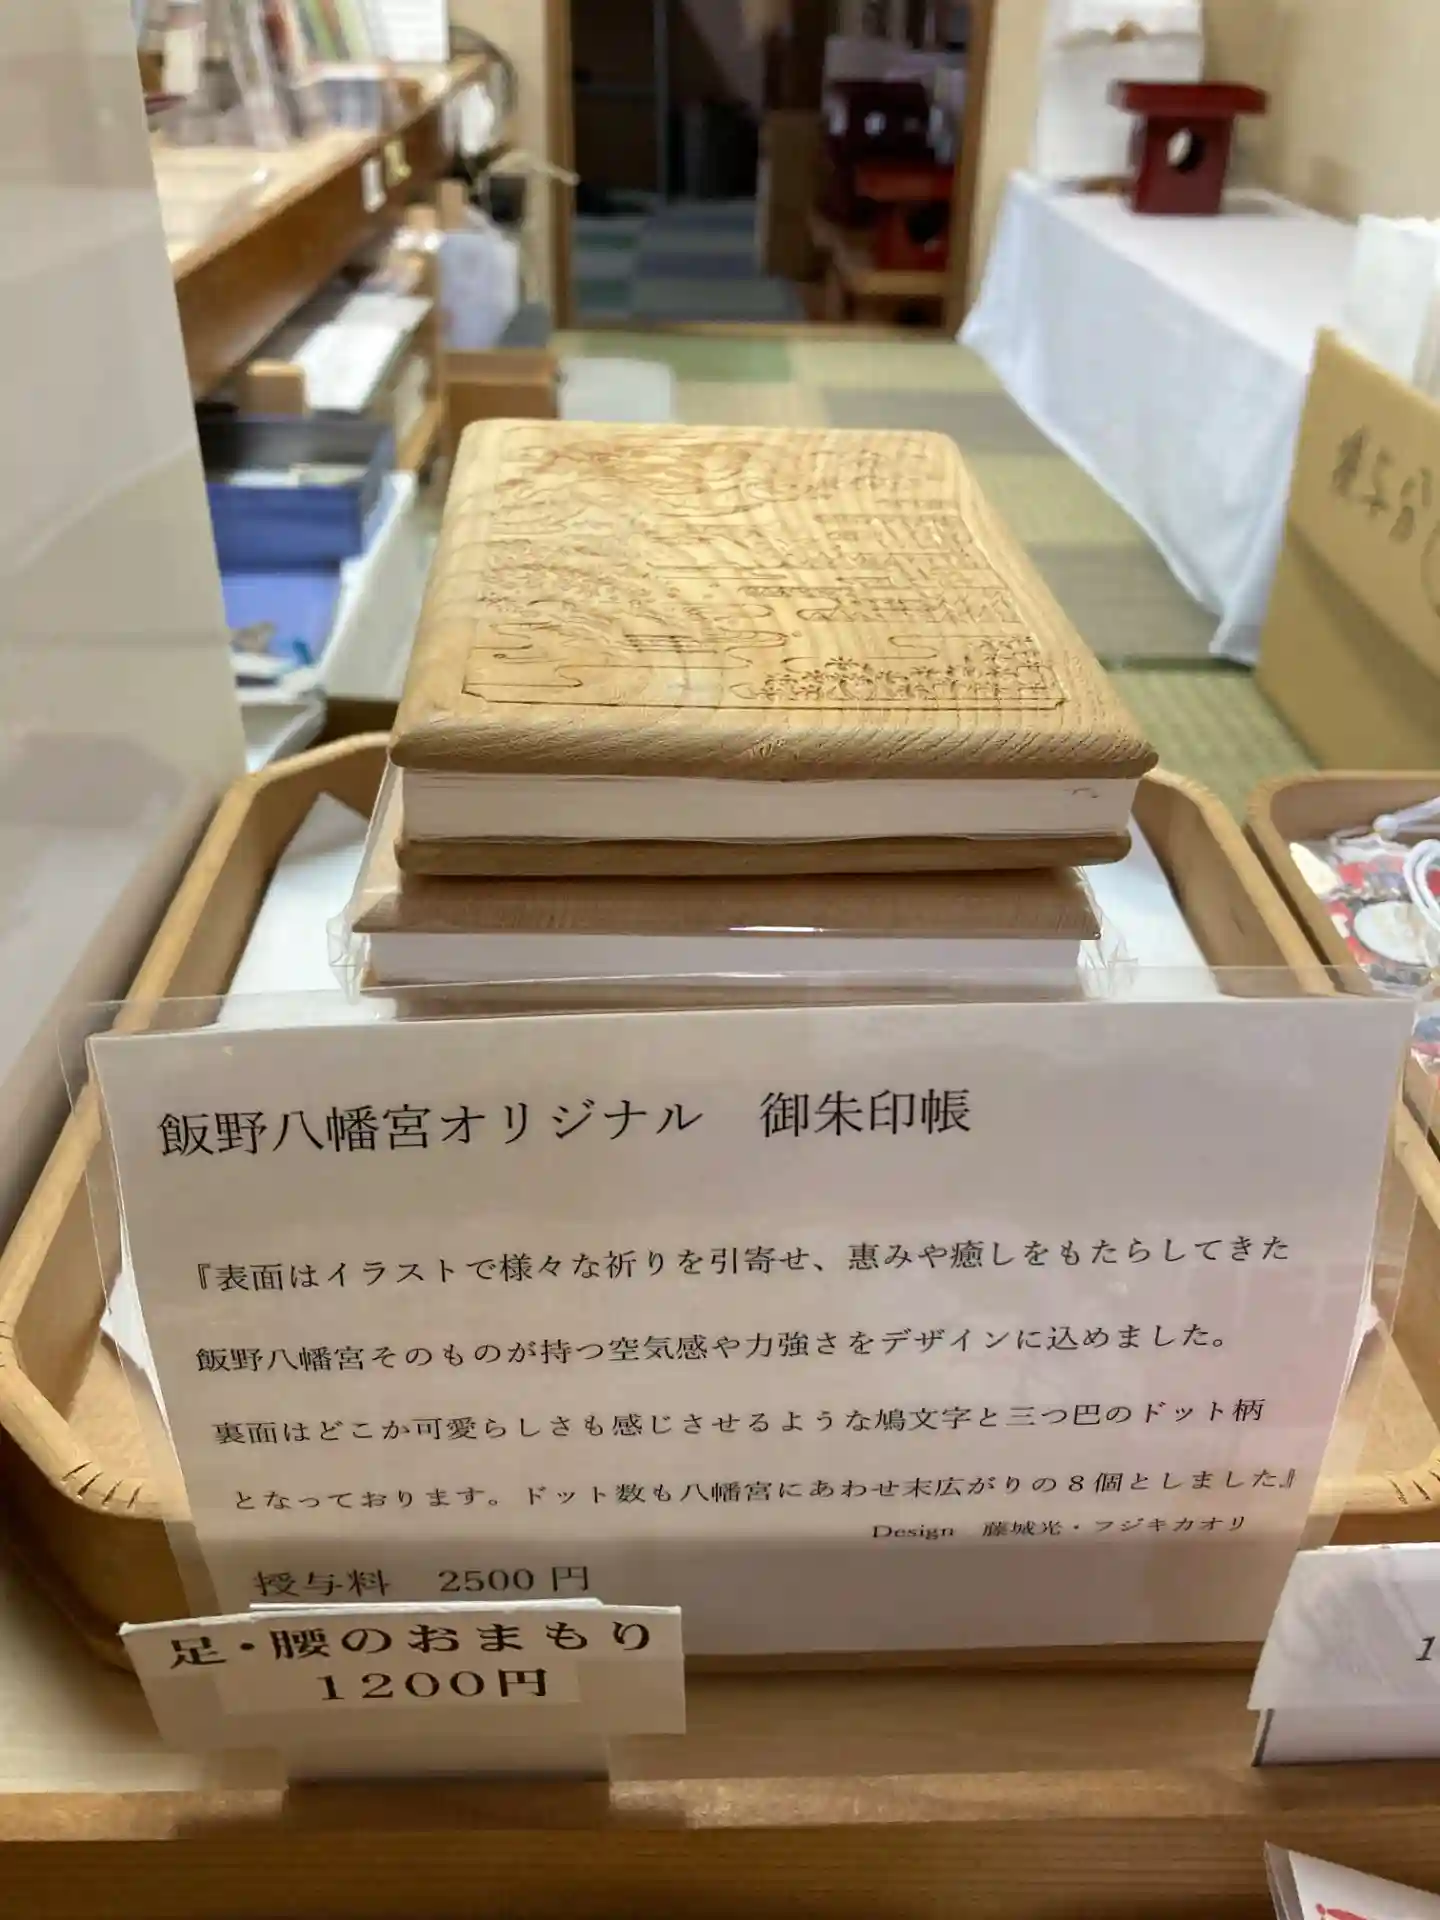 飯野八幡宮オリジナル　御朱印帳
『表面はイラストで様々な祈りを引寄せ、恵みや癒しをもたらしてきた
飯野八幡宮そのものが持つ空気感や力強さをデザインに込めました。
裏面はどこか可愛らしさも感じさせるような鳩文字と三つ巴のドット柄
となっております。ドット数も八幡宮にあわせ末広がりの８個としました』
Design　藤城光・フジキカオリ
授与料　2500 円
足・腰のおまもり
1200円
1